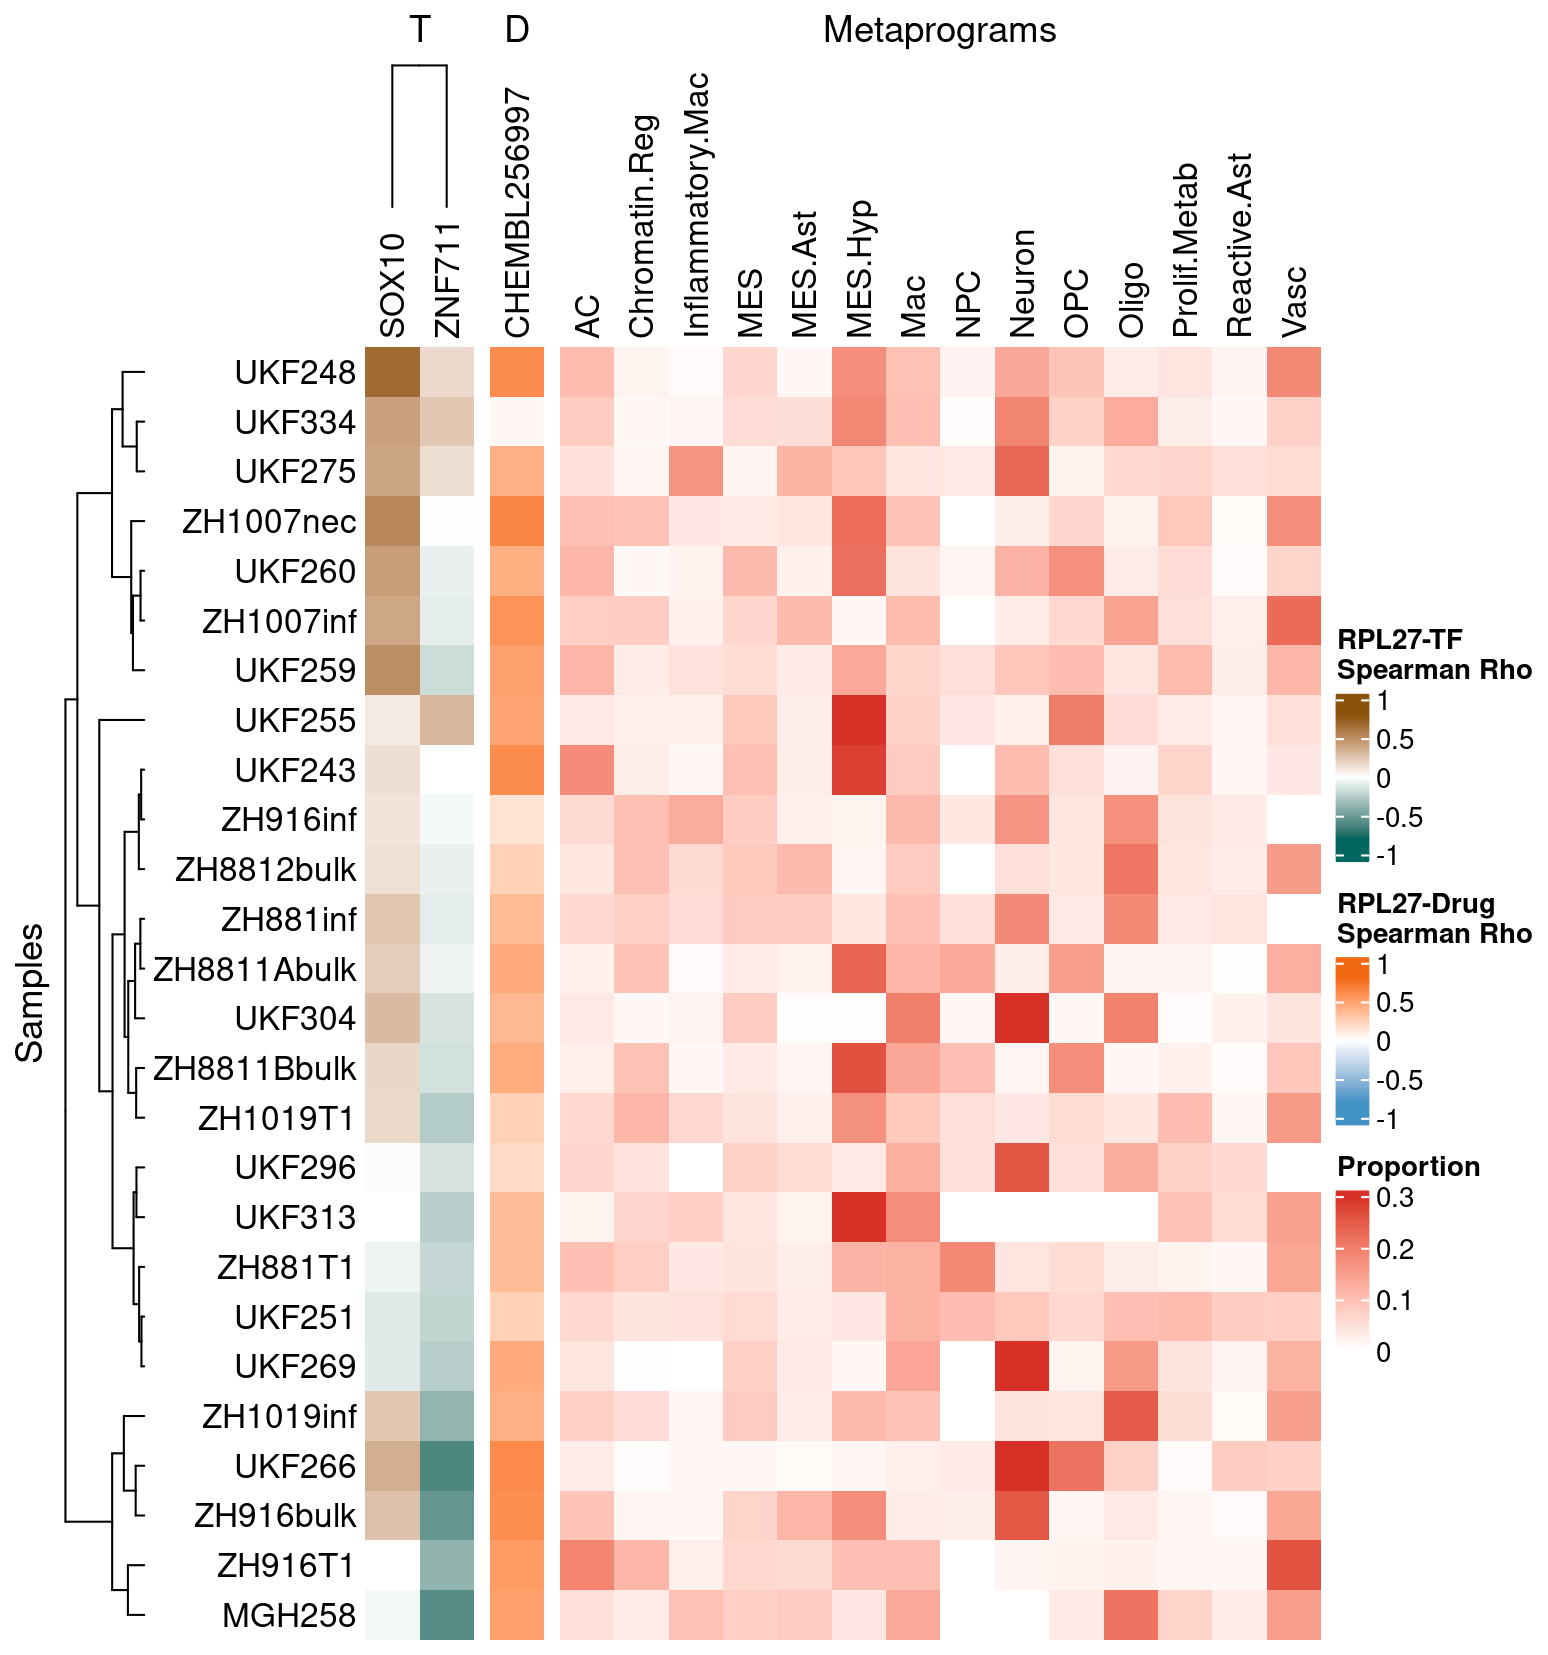 T D Metaprograms
SOX10
ZNF711
CHEMBL256997
AC
Chromatin.Reg
Inflammatory.Mac
MES
MES.Ast
MES.Hyp
Mac
NPC
Neuron
OPC
Oligo
Prolif.Metab
Reactive.Ast
Vasc
Samples
UKF248
UKF334
UKF275
ZH1007nec
UKF260
ZH1007inf
UKF259
UKF255
UKF243
ZH916inf
ZH8812bulk
ZH881inf
ZH8811Abulk
UKF304
ZH8811Bbulk
ZH1019T1
UKF296
UKF313
ZH881T1
UKF251
UKF269
ZH1019inf
UKF266
ZH916bulk
ZH916T1
MGH258
RPL27-TF
Spearman Rho
1
0.5
0
-0.5
-1
RPL27-Drug
Spearman Rho
1
0.5
0
-0.5
-1
Proportion
0.3
0.2
0.1
0